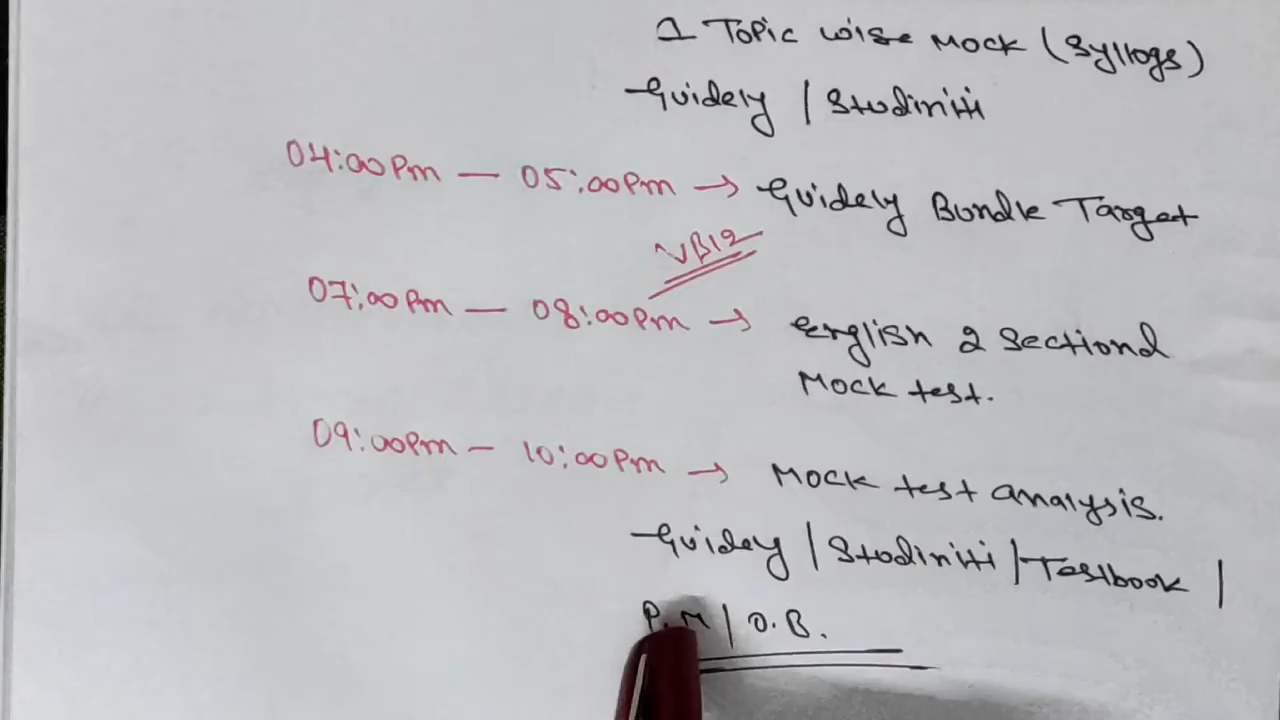 1 Topic wise Mock (Syllogs)
Guidely / Studiniti
04:00Pm — 05:00Pm → Guidely Bundle Target
VB12
07:00Pm — 08:00Pm → English 2 Sectional
Mock test.
09:00Pm — 10:00Pm → Mock test analysis.
Guidey / Studiniti / Testbook /
P.M / O.B.